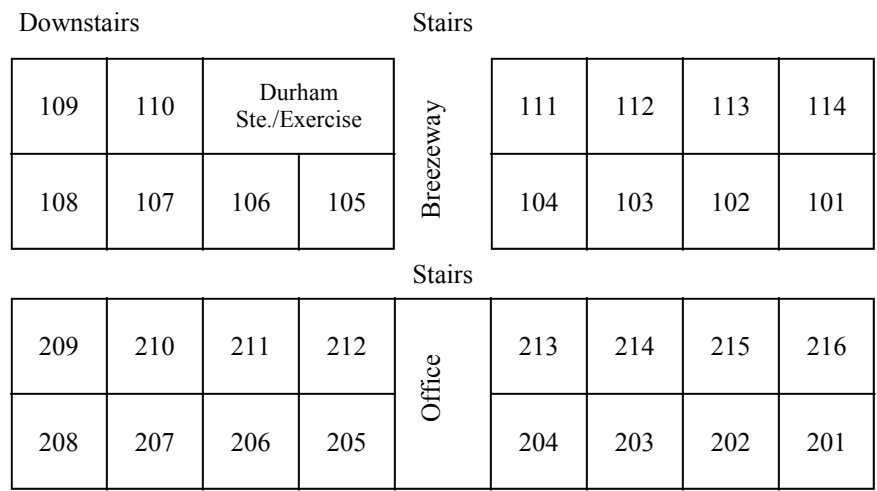 Downstairs Stairs
109 110 Durham Ste./Exercise Breezeway 111 112 113 114
108 107 106 105 104 103 102 101
Stairs
209 210 211 212 Office 213 214 215 216
208 207 206 205 204 203 202 201